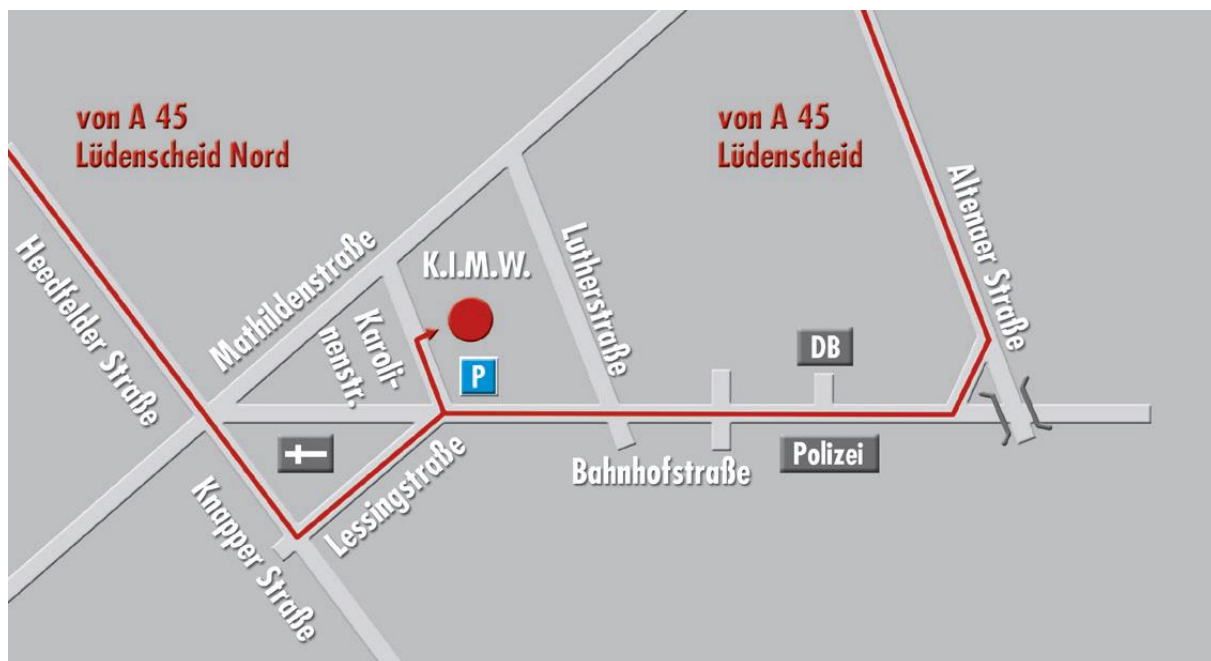 von A 45
Lüdenscheid Nord
von A 45
Lüdenscheid
Heedfelder Straße
Mathildenstraße
K.I.M.W.
Karoli-
nenstr.
Lutherstraße
Altenaer Straße
P
DB
Polizei
Bahnhofstraße
Lessingstraße
Knapper Straße